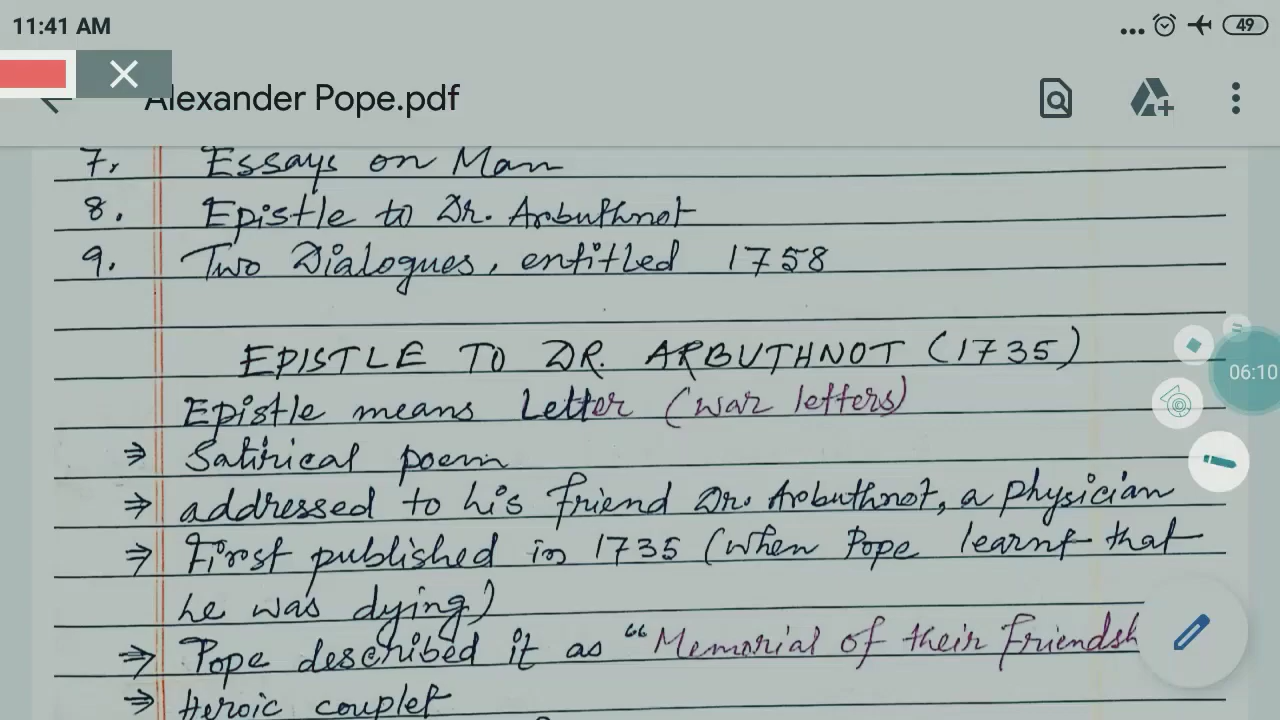 11:41 AM
49
Alexander Pope.pdf
7. Essays on Man
8. Epistle to Dr. Arbuthnot
9. Two Dialogues, entitled 1758
EPISTLE TO DR. ARBUTHNOT (1735)
Epistle means Letter (war letters)
⇒ Satirical poem
06:10
⇒ addressed to his friend Dr. Arbuthnot, a physician
⇒ First published in 1735 (when Pope learnt that
he was dying)
⇒ Pope described it as "Memorial of their Friendsh
⇒ Heroic couplet